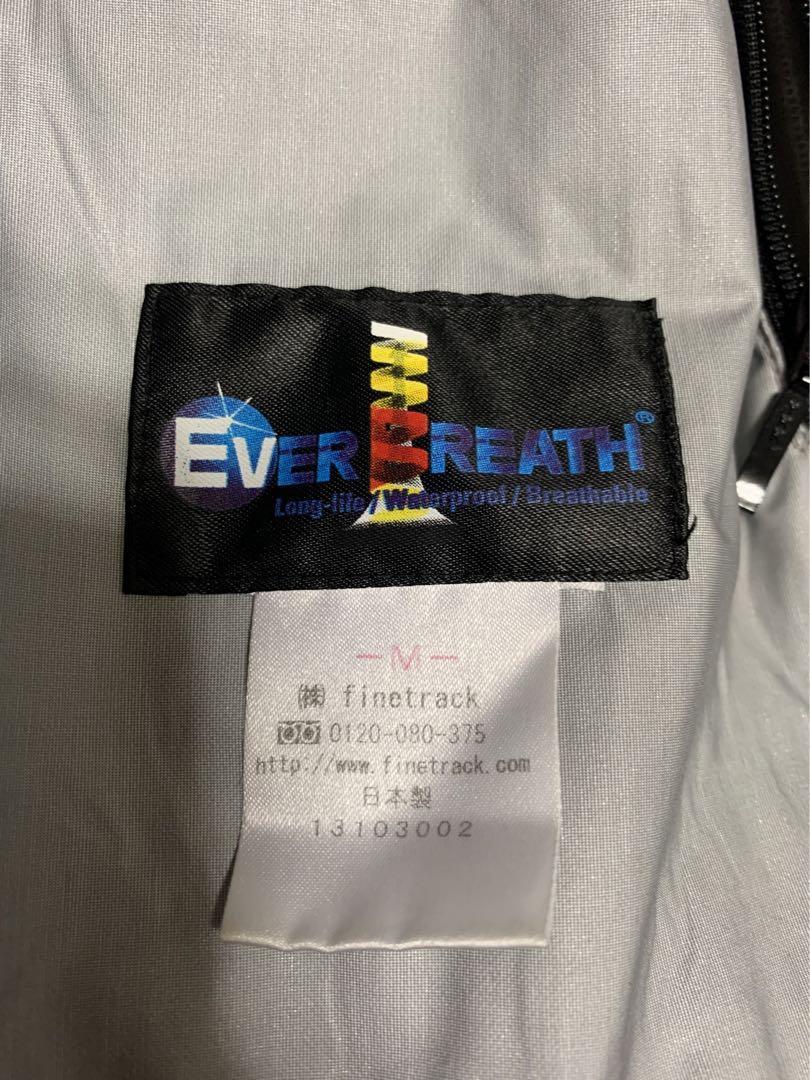 EVER BREATH®
Long-life / Waterproof / Breathable
－M－
㈱ finetrack
0120-080-375
http://www.finetrack.com
日本製
13103002